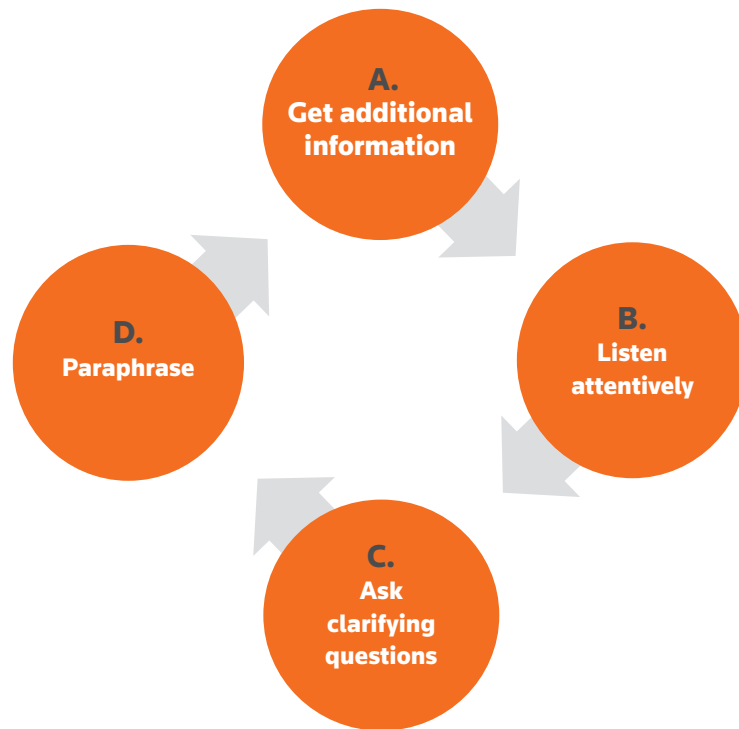 A.
Get additional
information
B.
Listen
attentively
C.
Ask
clarifying
questions
D.
Paraphrase